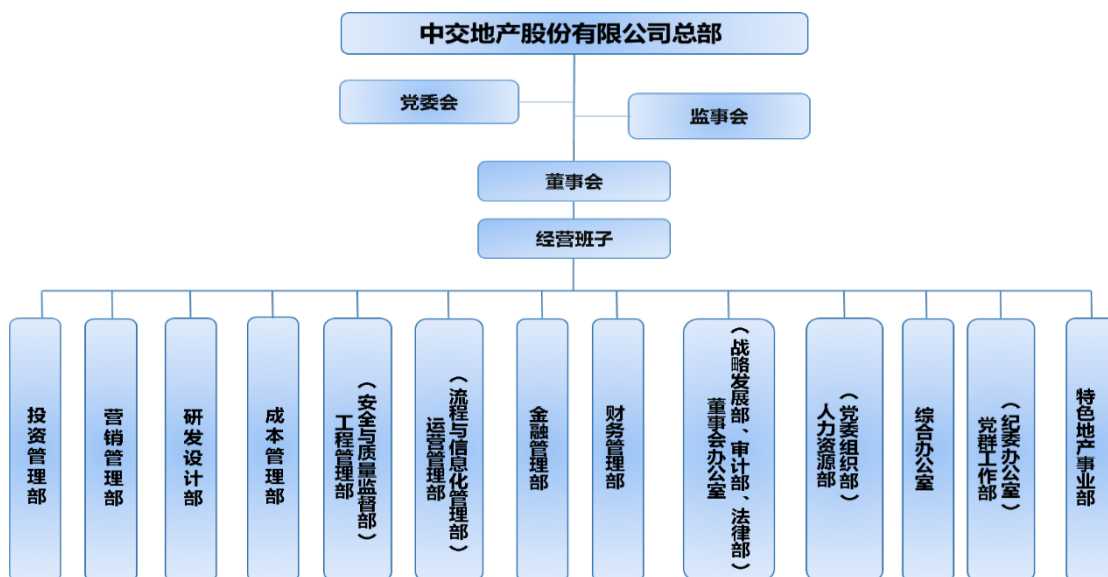 中交地产股份有限公司总部
党委会
监事会
董事会
经营班子
投资管理部
营销管理部
研发设计部
成本管理部
工程管理部
（安全与质量监督部）
运营管理部
（流程与信息化管理部）
金融管理部
财务管理部
董事会办公室
（战略发展部、审计部、法律部）
人力资源部
（党委组织部）
综合办公室
党群工作部
（纪委办公室）
特色地产事业部